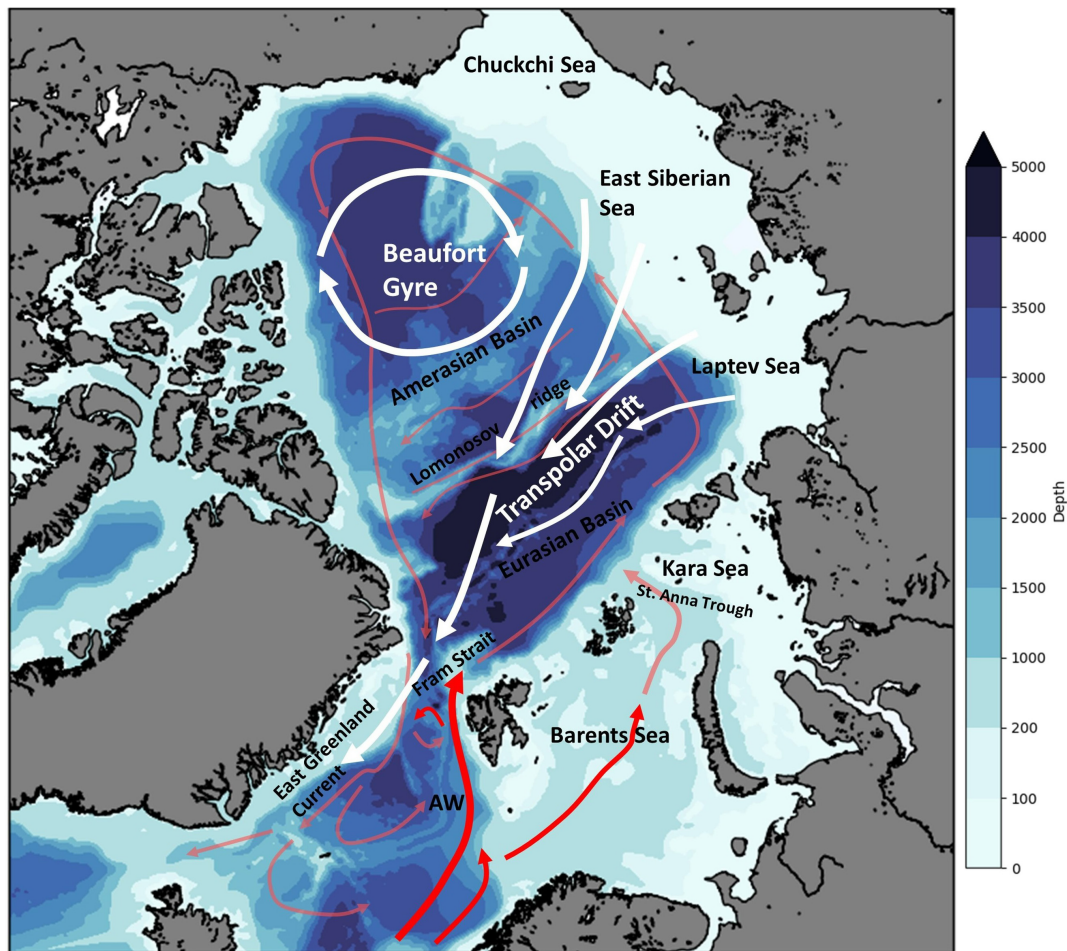 Chuckchi Sea
East Siberian
Sea
Beaufort
Gyre
Amerasian Basin
Laptev Sea
Lomonosov ridge
Transpolar Drift
Eurasian Basin
Kara Sea
St. Anna Trough
Fram Strait
Barents Sea
East Greenland
Current
AW
5000
4000
3500
3000
2500
2000
1500
1000
200
100
0
Depth